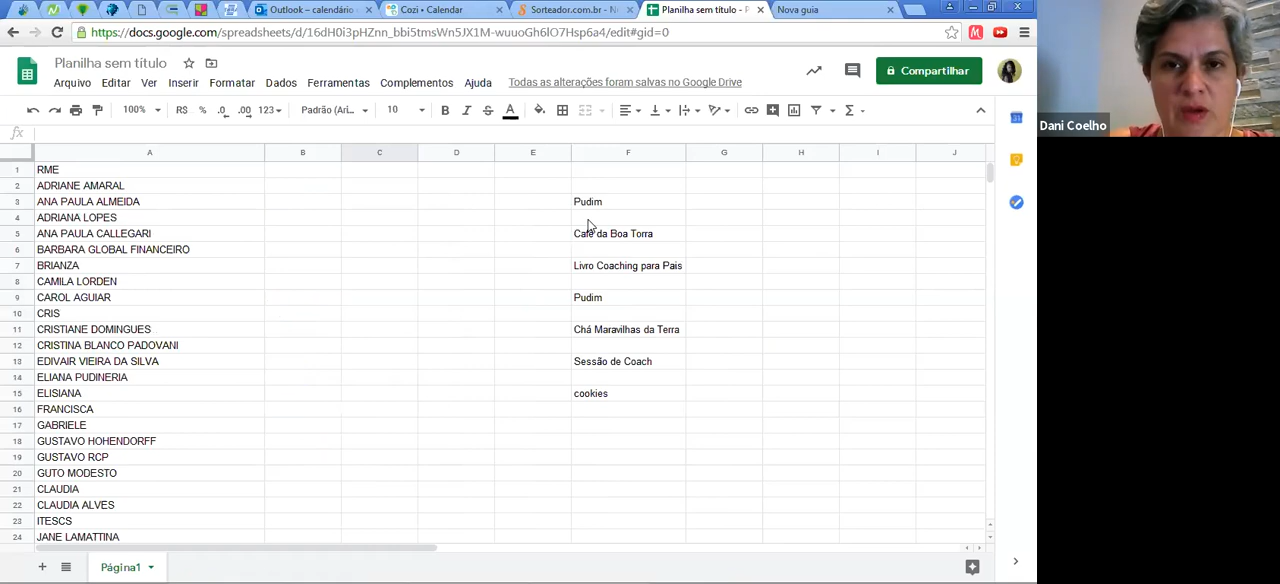 Outlook – calendário
Cozi • Calendar
Sorteador.com.br - N
Planilha sem título -
Nova guia
https://docs.google.com/spreadsheets/d/16dH0i3pHZnn_bbi5tmsWn5JX1M-wuuoGh6lO7Hsp6a4/edit#gid=0
Planilha sem título
Arquivo Editar Ver Inserir Formatar Dados Ferramentas Complementos Ajuda Todas as alterações foram salvas no Google Drive
Compartilhar
Dani Coelho
100% R$ % .0 .00 123 Padrão (Ari... 10 B I S A
fx
A B C D E F G H I J
1 RME
2 ADRIANE AMARAL
3 ANA PAULA ALMEIDA Pudim
4 ADRIANA LOPES
5 ANA PAULA CALLEGARI Café da Boa Torra
6 BARBARA GLOBAL FINANCEIRO
7 BRIANZA Livro Coaching para Pais
8 CAMILA LORDEN
9 CAROL AGUIAR Pudim
10 CRIS
11 CRISTIANE DOMINGUES Chá Maravilhas da Terra
12 CRISTINA BLANCO PADOVANI
13 EDIVAIR VIEIRA DA SILVA Sessão de Coach
14 ELIANA PUDINERIA
15 ELISIANA cookies
16 FRANCISCA
17 GABRIELE
18 GUSTAVO HOHENDORFF
19 GUSTAVO RCP
20 GUTO MODESTO
21 CLAUDIA
22 CLAUDIA ALVES
23 ITESCS
24 JANE LAMATTINA
Página1